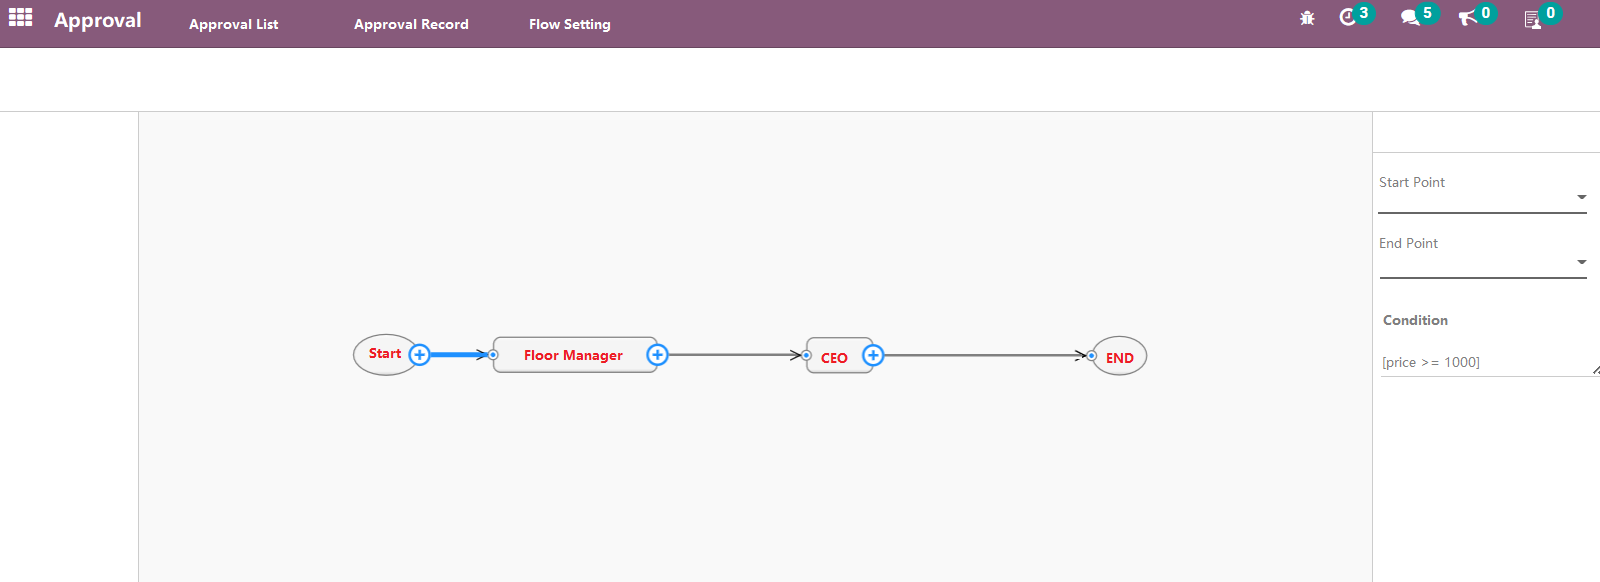 Approval
Approval List
Approval Record
Flow Setting
3
5
0
0
Start Point
End Point
Condition
[price >= 1000]
Start
Floor Manager
CEO
END